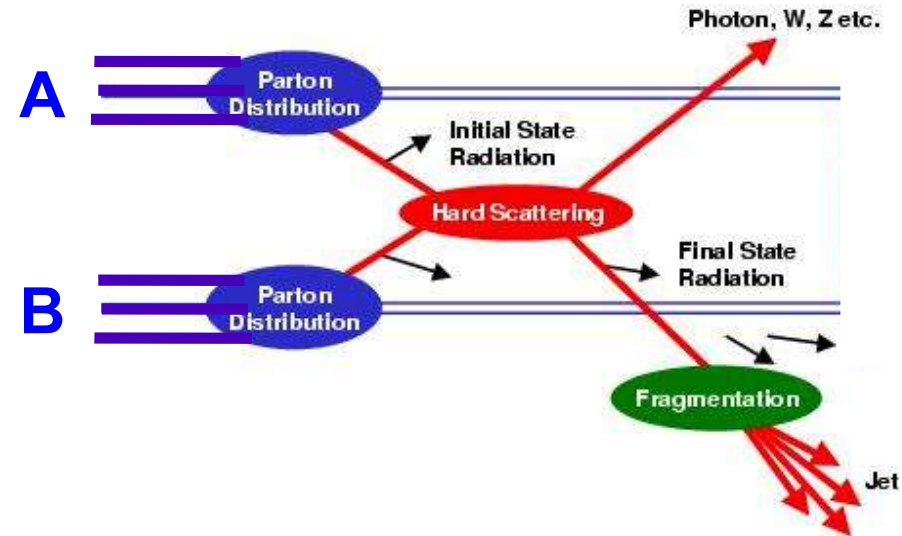 Photon, W, Z etc.
A
Parton
Distribution
Initial State
Radiation
Hard Scattering
Final State
Radiation
B
Parton
Distribution
Fragmentation
Jet